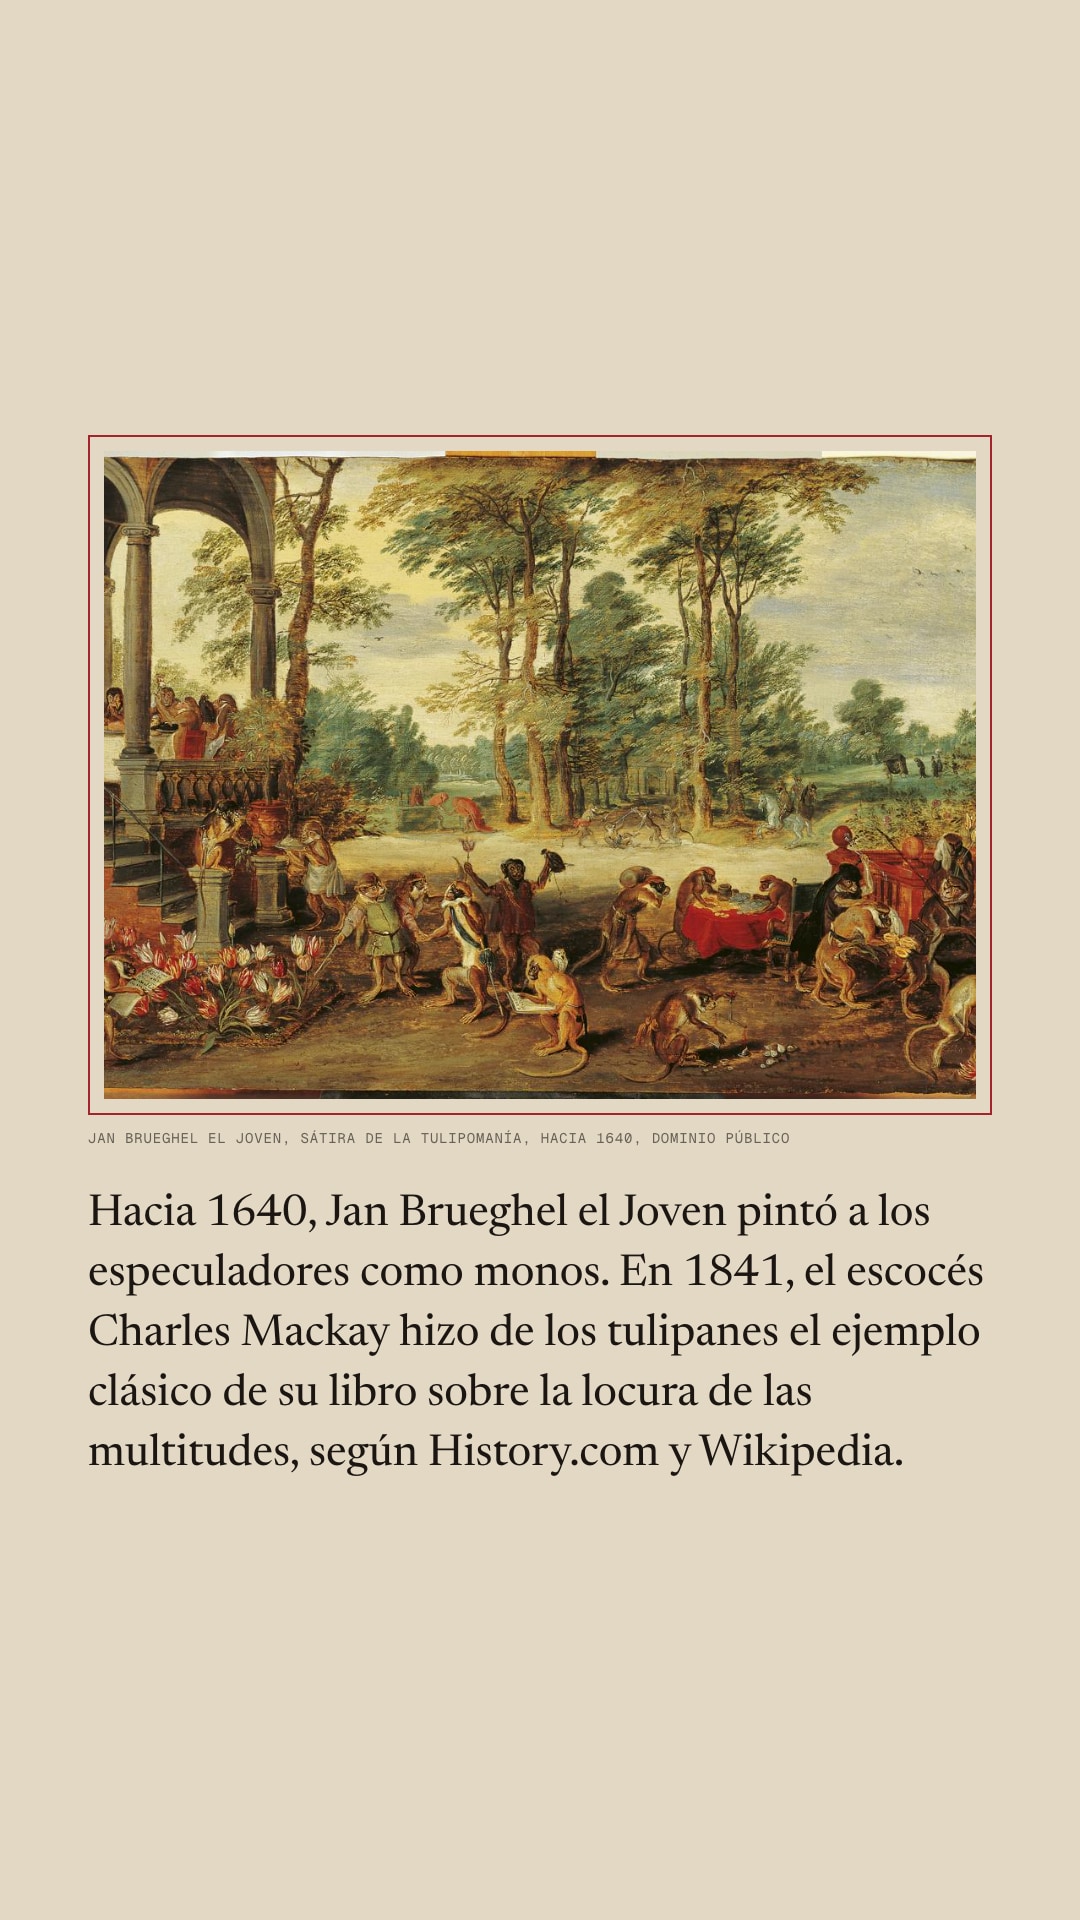 JAN BRUEGHEL EL JOVEN, SÁTIRA DE LA TULIPOMANÍA, HACIA 1640, DOMINIO PÚBLICO
Hacia 1640, Jan Brueghel el Joven pintó a los
especuladores como monos. En 1841, el escocés
Charles Mackay hizo de los tulipanes el ejemplo
clásico de su libro sobre la locura de las
multitudes, según History.com y Wikipedia.